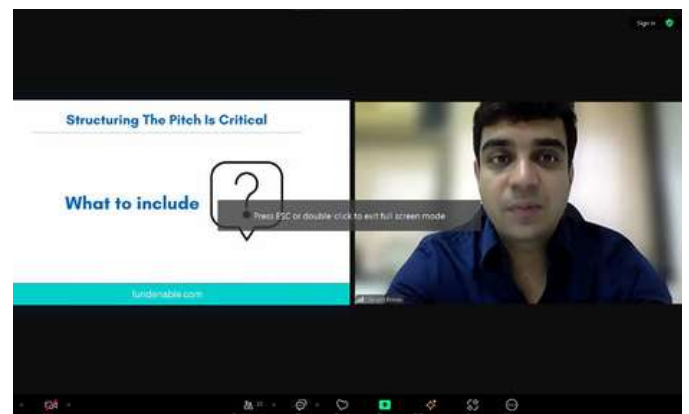 Sign in
Structuring The Pitch Is Critical
What to include
?
Press ESC or double-click to exit full screen mode
fundenable.com